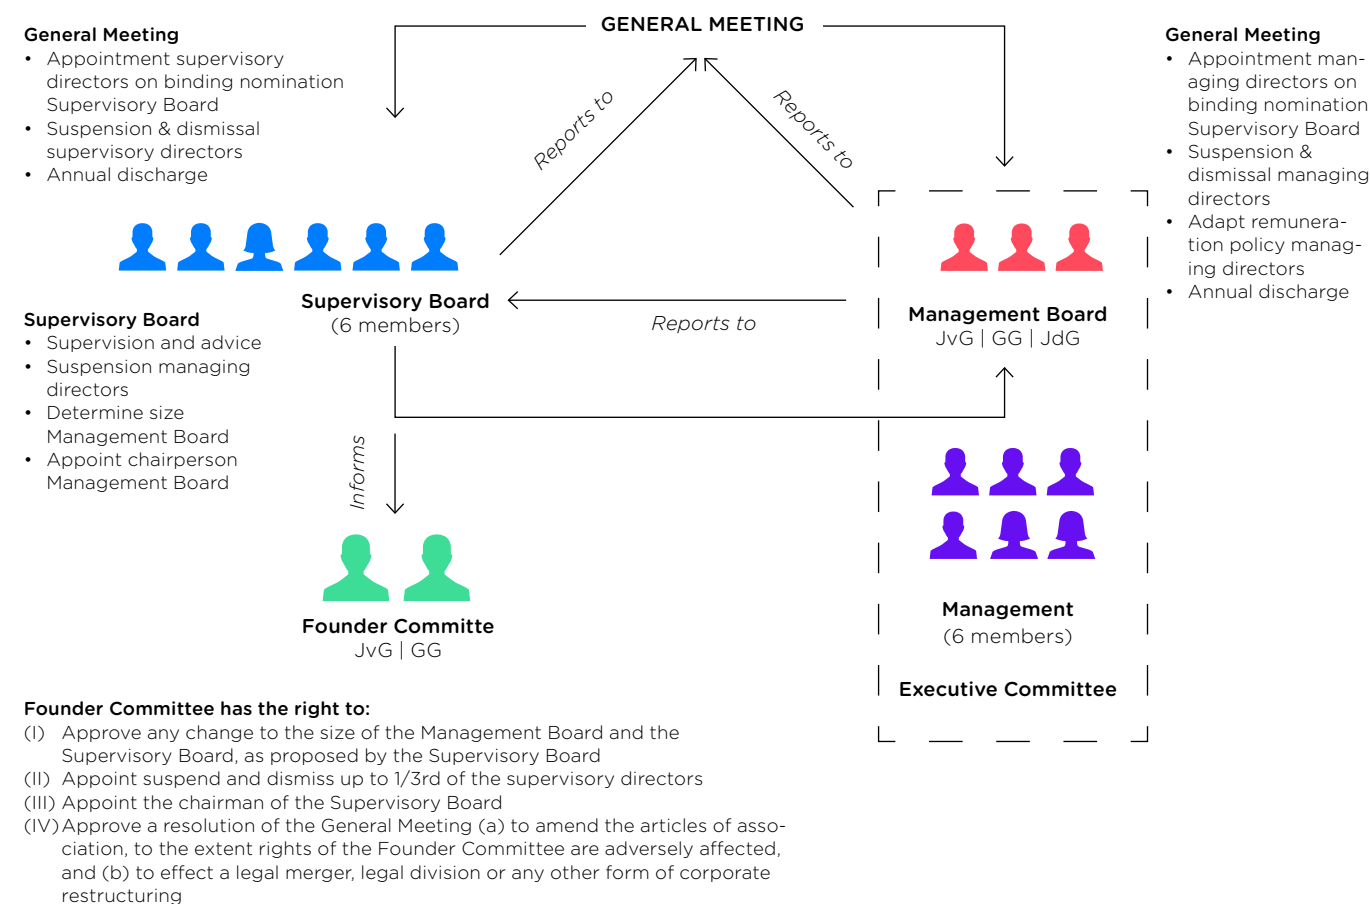 GENERAL MEETING
General Meeting
• Appointment supervisory
directors on binding nomination
Supervisory Board
• Suspension & dismissal
supervisory directors
• Annual discharge
Reports to
Reports to
General Meeting
• Appointment man-
aging directors on
binding nomination
Supervisory Board
• Suspension &
dismissal managing
directors
• Adapt remunera-
tion policy manag-
ing directors
• Annual discharge
Supervisory Board
(6 members)
Reports to
Management Board
JvG | GG | JdG
Supervisory Board
• Supervision and advice
• Suspension managing
directors
• Determine size
Management Board
• Appoint chairperson
Management Board
Informs
Founder Committe
JvG | GG
Management
(6 members)
Executive Committee
Founder Committee has the right to:
(I) Approve any change to the size of the Management Board and the
Supervisory Board, as proposed by the Supervisory Board
(II) Appoint suspend and dismiss up to 1/3rd of the supervisory directors
(III) Appoint the chairman of the Supervisory Board
(IV) Approve a resolution of the General Meeting (a) to amend the articles of asso-
ciation, to the extent rights of the Founder Committee are adversely affected,
and (b) to effect a legal merger, legal division or any other form of corporate
restructuring